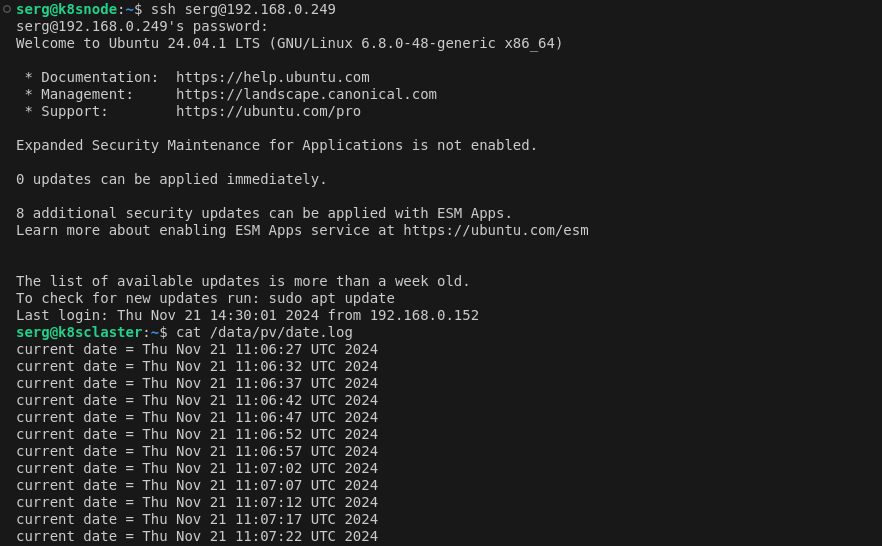 serg@k8snode:~$ ssh serg@192.168.0.249
serg@192.168.0.249's password:
Welcome to Ubuntu 24.04.1 LTS (GNU/Linux 6.8.0-48-generic x86_64)

 * Documentation:  https://help.ubuntu.com
 * Management:     https://landscape.canonical.com
 * Support:        https://ubuntu.com/pro

Expanded Security Maintenance for Applications is not enabled.

0 updates can be applied immediately.

8 additional security updates can be applied with ESM Apps.
Learn more about enabling ESM Apps service at https://ubuntu.com/esm


The list of available updates is more than a week old.
To check for new updates run: sudo apt update
Last login: Thu Nov 21 14:30:01 2024 from 192.168.0.152
serg@k8sclaster:~$ cat /data/pv/date.log
current date = Thu Nov 21 11:06:27 UTC 2024
current date = Thu Nov 21 11:06:32 UTC 2024
current date = Thu Nov 21 11:06:37 UTC 2024
current date = Thu Nov 21 11:06:42 UTC 2024
current date = Thu Nov 21 11:06:47 UTC 2024
current date = Thu Nov 21 11:06:52 UTC 2024
current date = Thu Nov 21 11:06:57 UTC 2024
current date = Thu Nov 21 11:07:02 UTC 2024
current date = Thu Nov 21 11:07:07 UTC 2024
current date = Thu Nov 21 11:07:12 UTC 2024
current date = Thu Nov 21 11:07:17 UTC 2024
current date = Thu Nov 21 11:07:22 UTC 2024